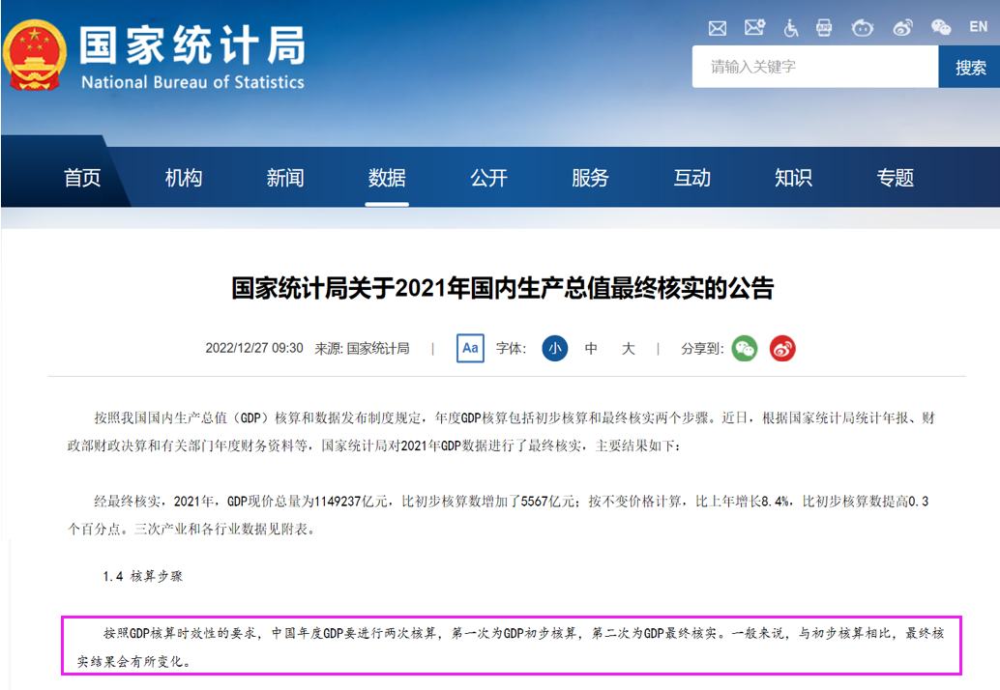 国家统计局
National Bureau of Statistics
EN
请输入关键字
搜索
首页 机构 新闻 数据 公开 服务 互动 知识 专题
国家统计局关于2021年国内生产总值最终核实的公告
2022/12/27 09:30 来源: 国家统计局 | Aa 字体: 小 中 大 | 分享到:
按照我国国内生产总值（GDP）核算和数据发布制度规定，年度GDP核算包括初步核算和最终核实两个步骤。近日，根据国家统计局统计年报、财
政部财政决算和有关部门年度财务资料等，国家统计局对2021年GDP数据进行了最终核实，主要结果如下：
经最终核实，2021年，GDP现价总量为1149237亿元，比初步核算数增加了5567亿元；按不变价格计算，比上年增长8.4%，比初步核算数提高0.3
个百分点。三次产业和各行业数据见附表。
1.4 核算步骤
按照GDP核算时效性的要求，中国年度GDP要进行两次核算，第一次为GDP初步核算，第二次为GDP最终核实。一般来说，与初步核算相比，最终核
实结果会有所变化。